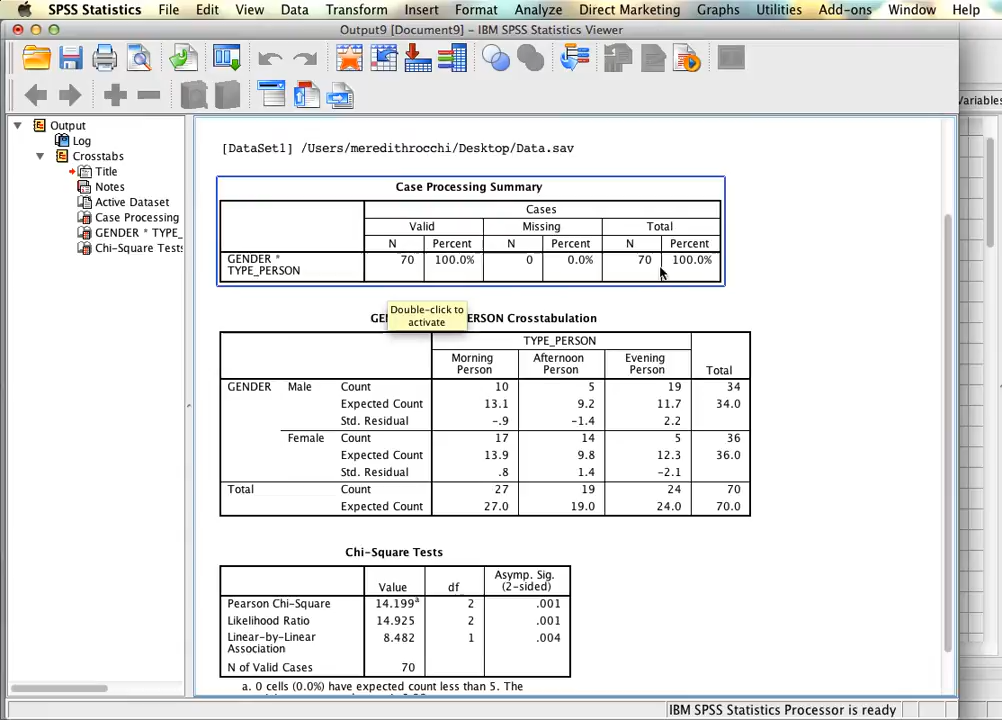 SPSS Statistics File Edit View Data Transform Insert Format Analyze Direct Marketing Graphs Utilities Add-ons Window Help
Output9 [Document9] – IBM SPSS Statistics Viewer
Variables
Output
Log
Crosstabs
Title
Notes
Active Dataset
Case Processing
GENDER * TYPE_
Chi-Square Tests
[DataSet1] /Users/meredithrocchi/Desktop/Data.sav
Case Processing Summary
Cases
Valid Missing Total
N Percent N Percent N Percent
GENDER * 70 100.0% 0 0.0% 70 100.0%
TYPE_PERSON
Double-click to
activate
GEN ERSON Crosstabulation
TYPE_PERSON
Morning Afternoon Evening
Person Person Person Total
GENDER Male Count 10 5 19 34
Expected Count 13.1 9.2 11.7 34.0
Std. Residual -.9 -1.4 2.2
Female Count 17 14 5 36
Expected Count 13.9 9.8 12.3 36.0
Std. Residual .8 1.4 -2.1
Total Count 27 19 24 70
Expected Count 27.0 19.0 24.0 70.0
Chi-Square Tests
Asymp. Sig.
Value df (2-sided)
Pearson Chi-Square 14.199a 2 .001
Likelihood Ratio 14.925 2 .001
Linear-by-Linear 8.482 1 .004
Association
N of Valid Cases 70
a. 0 cells (0.0%) have expected count less than 5. The
IBM SPSS Statistics Processor is ready